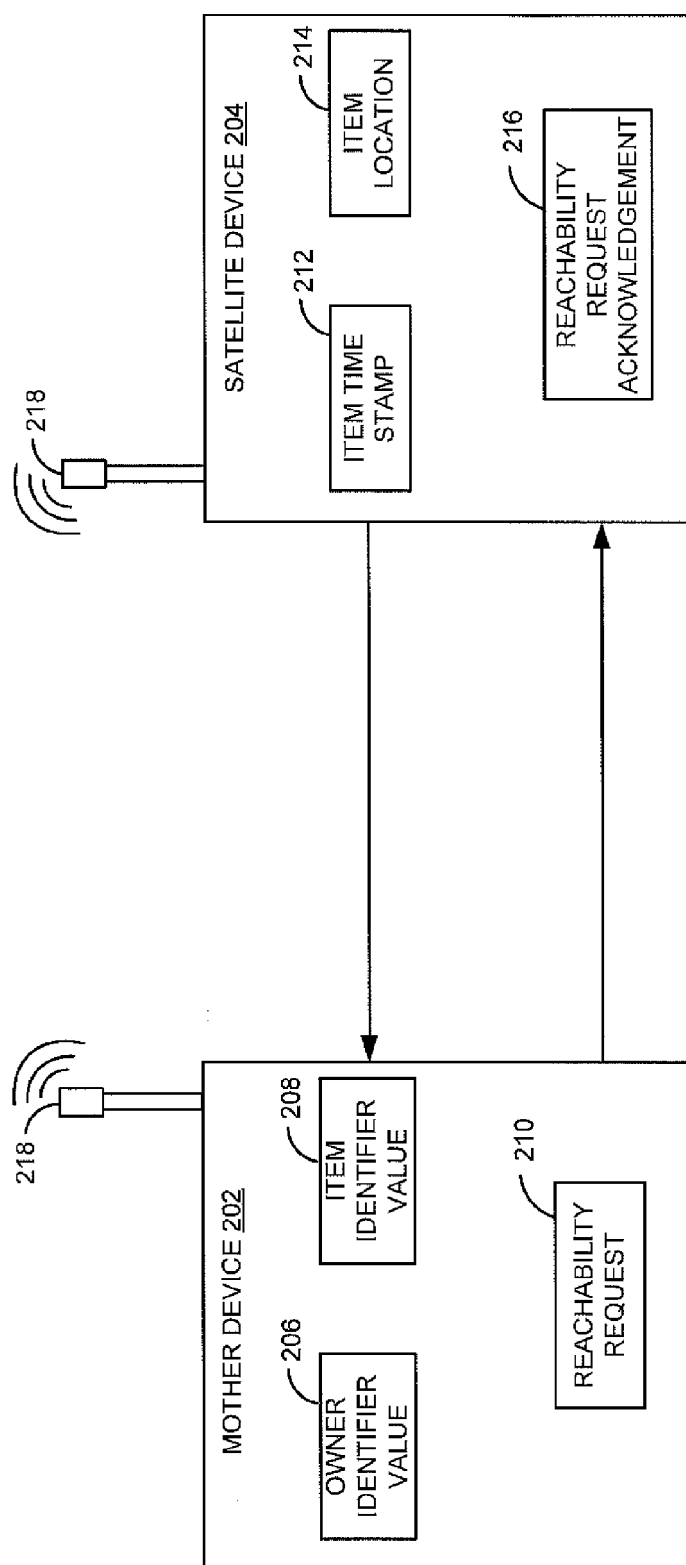 218
MOTHER DEVICE 202
206
OWNER
IDENTIFIER
VALUE
208
ITEM
IDENTIFIER
VALUE
210
REACHABILITY
REQUEST
218
SATELLITE DEVICE 204
212
ITEM TIME
STAMP
214
ITEM
LOCATION
216
REACHABILITY
REQUEST
ACKNOWLEDGEMENT